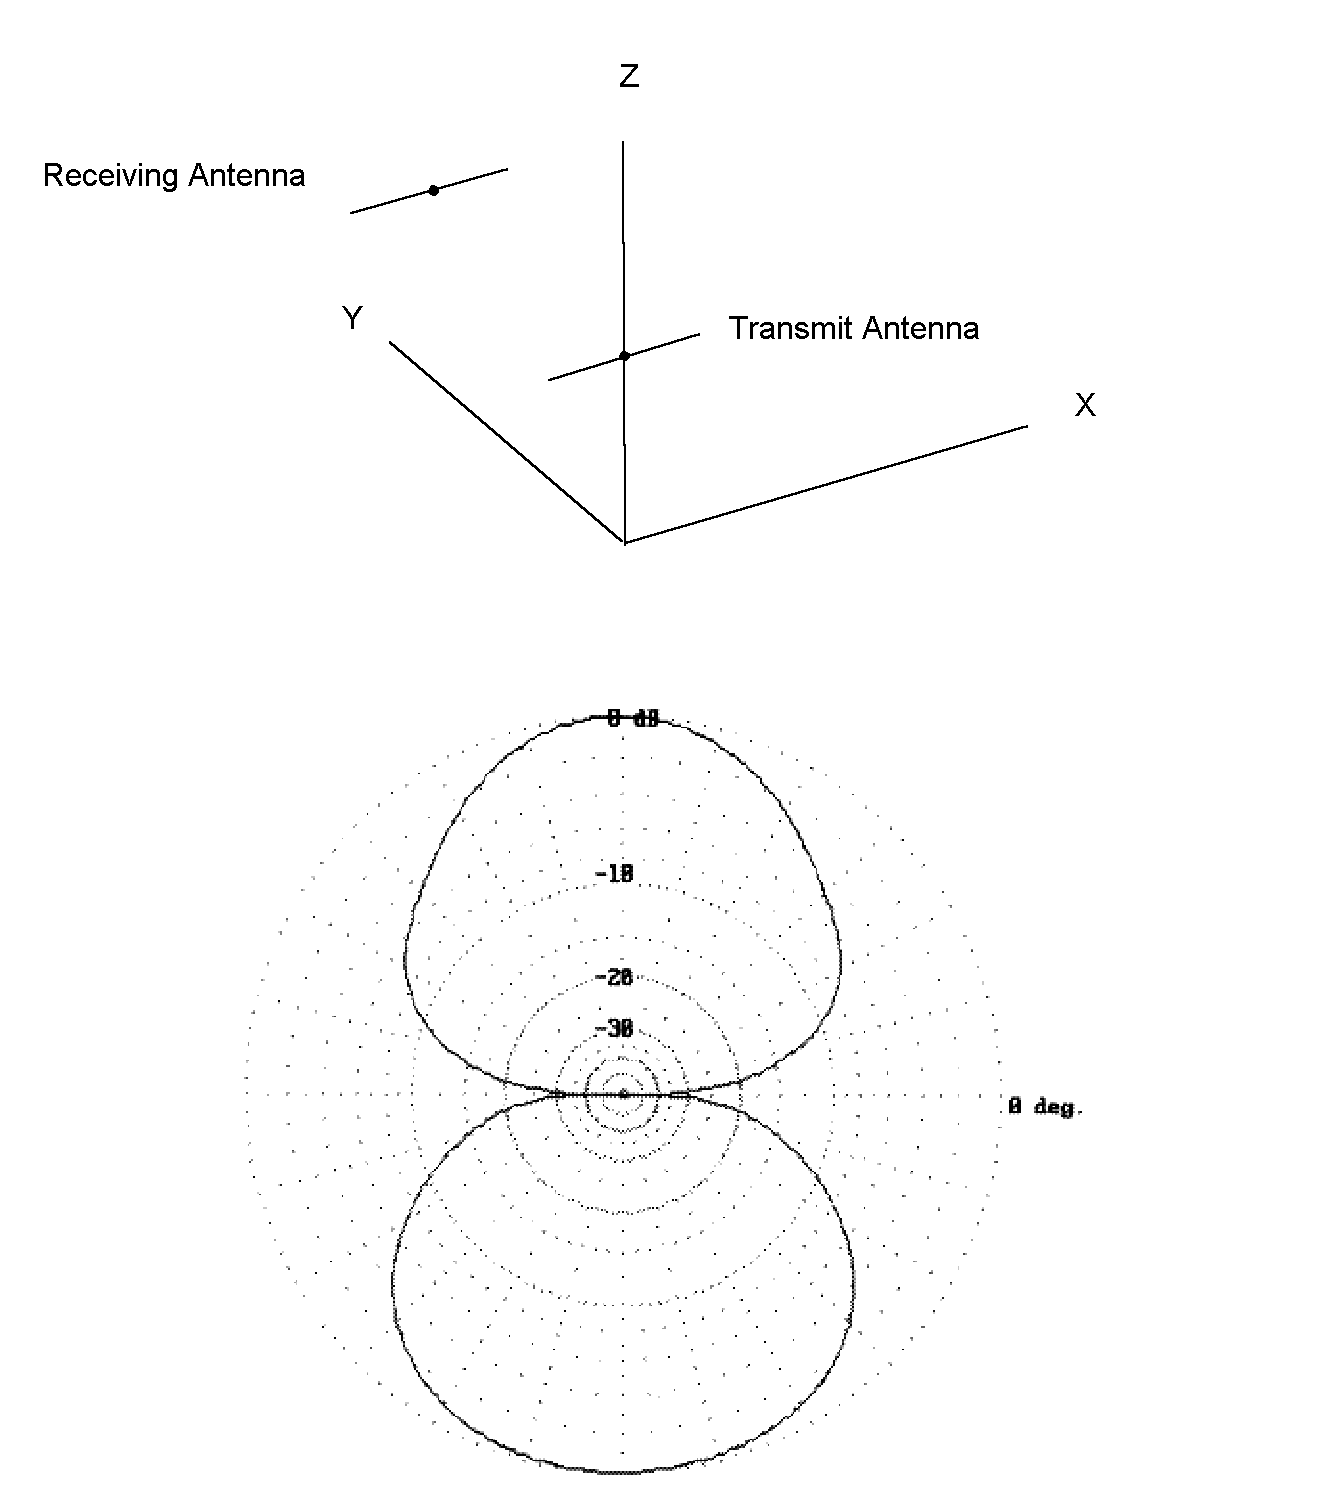 Z
Receiving Antenna
Y
Transmit Antenna
X
0 dB
-10
-20
-30
0 deg.